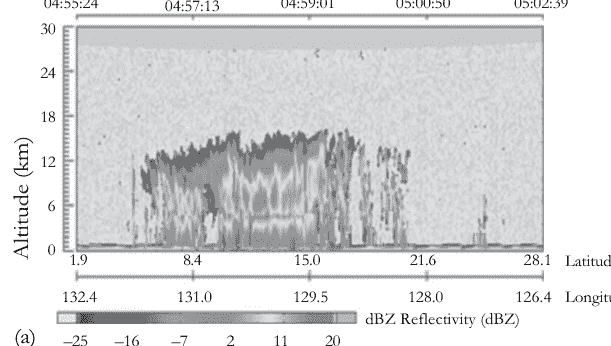 04:55:24 04:57:13 04:59:01 05:00:50 05:02:39
30
24
18
12
6
0
Altitude (km)
1.9 8.4 15.0 21.6 28.1 Latitud
132.4 131.0 129.5 128.0 126.4 Longitu
dBZ Reflectivity (dBZ)
(a) –25 –16 –7 2 11 20